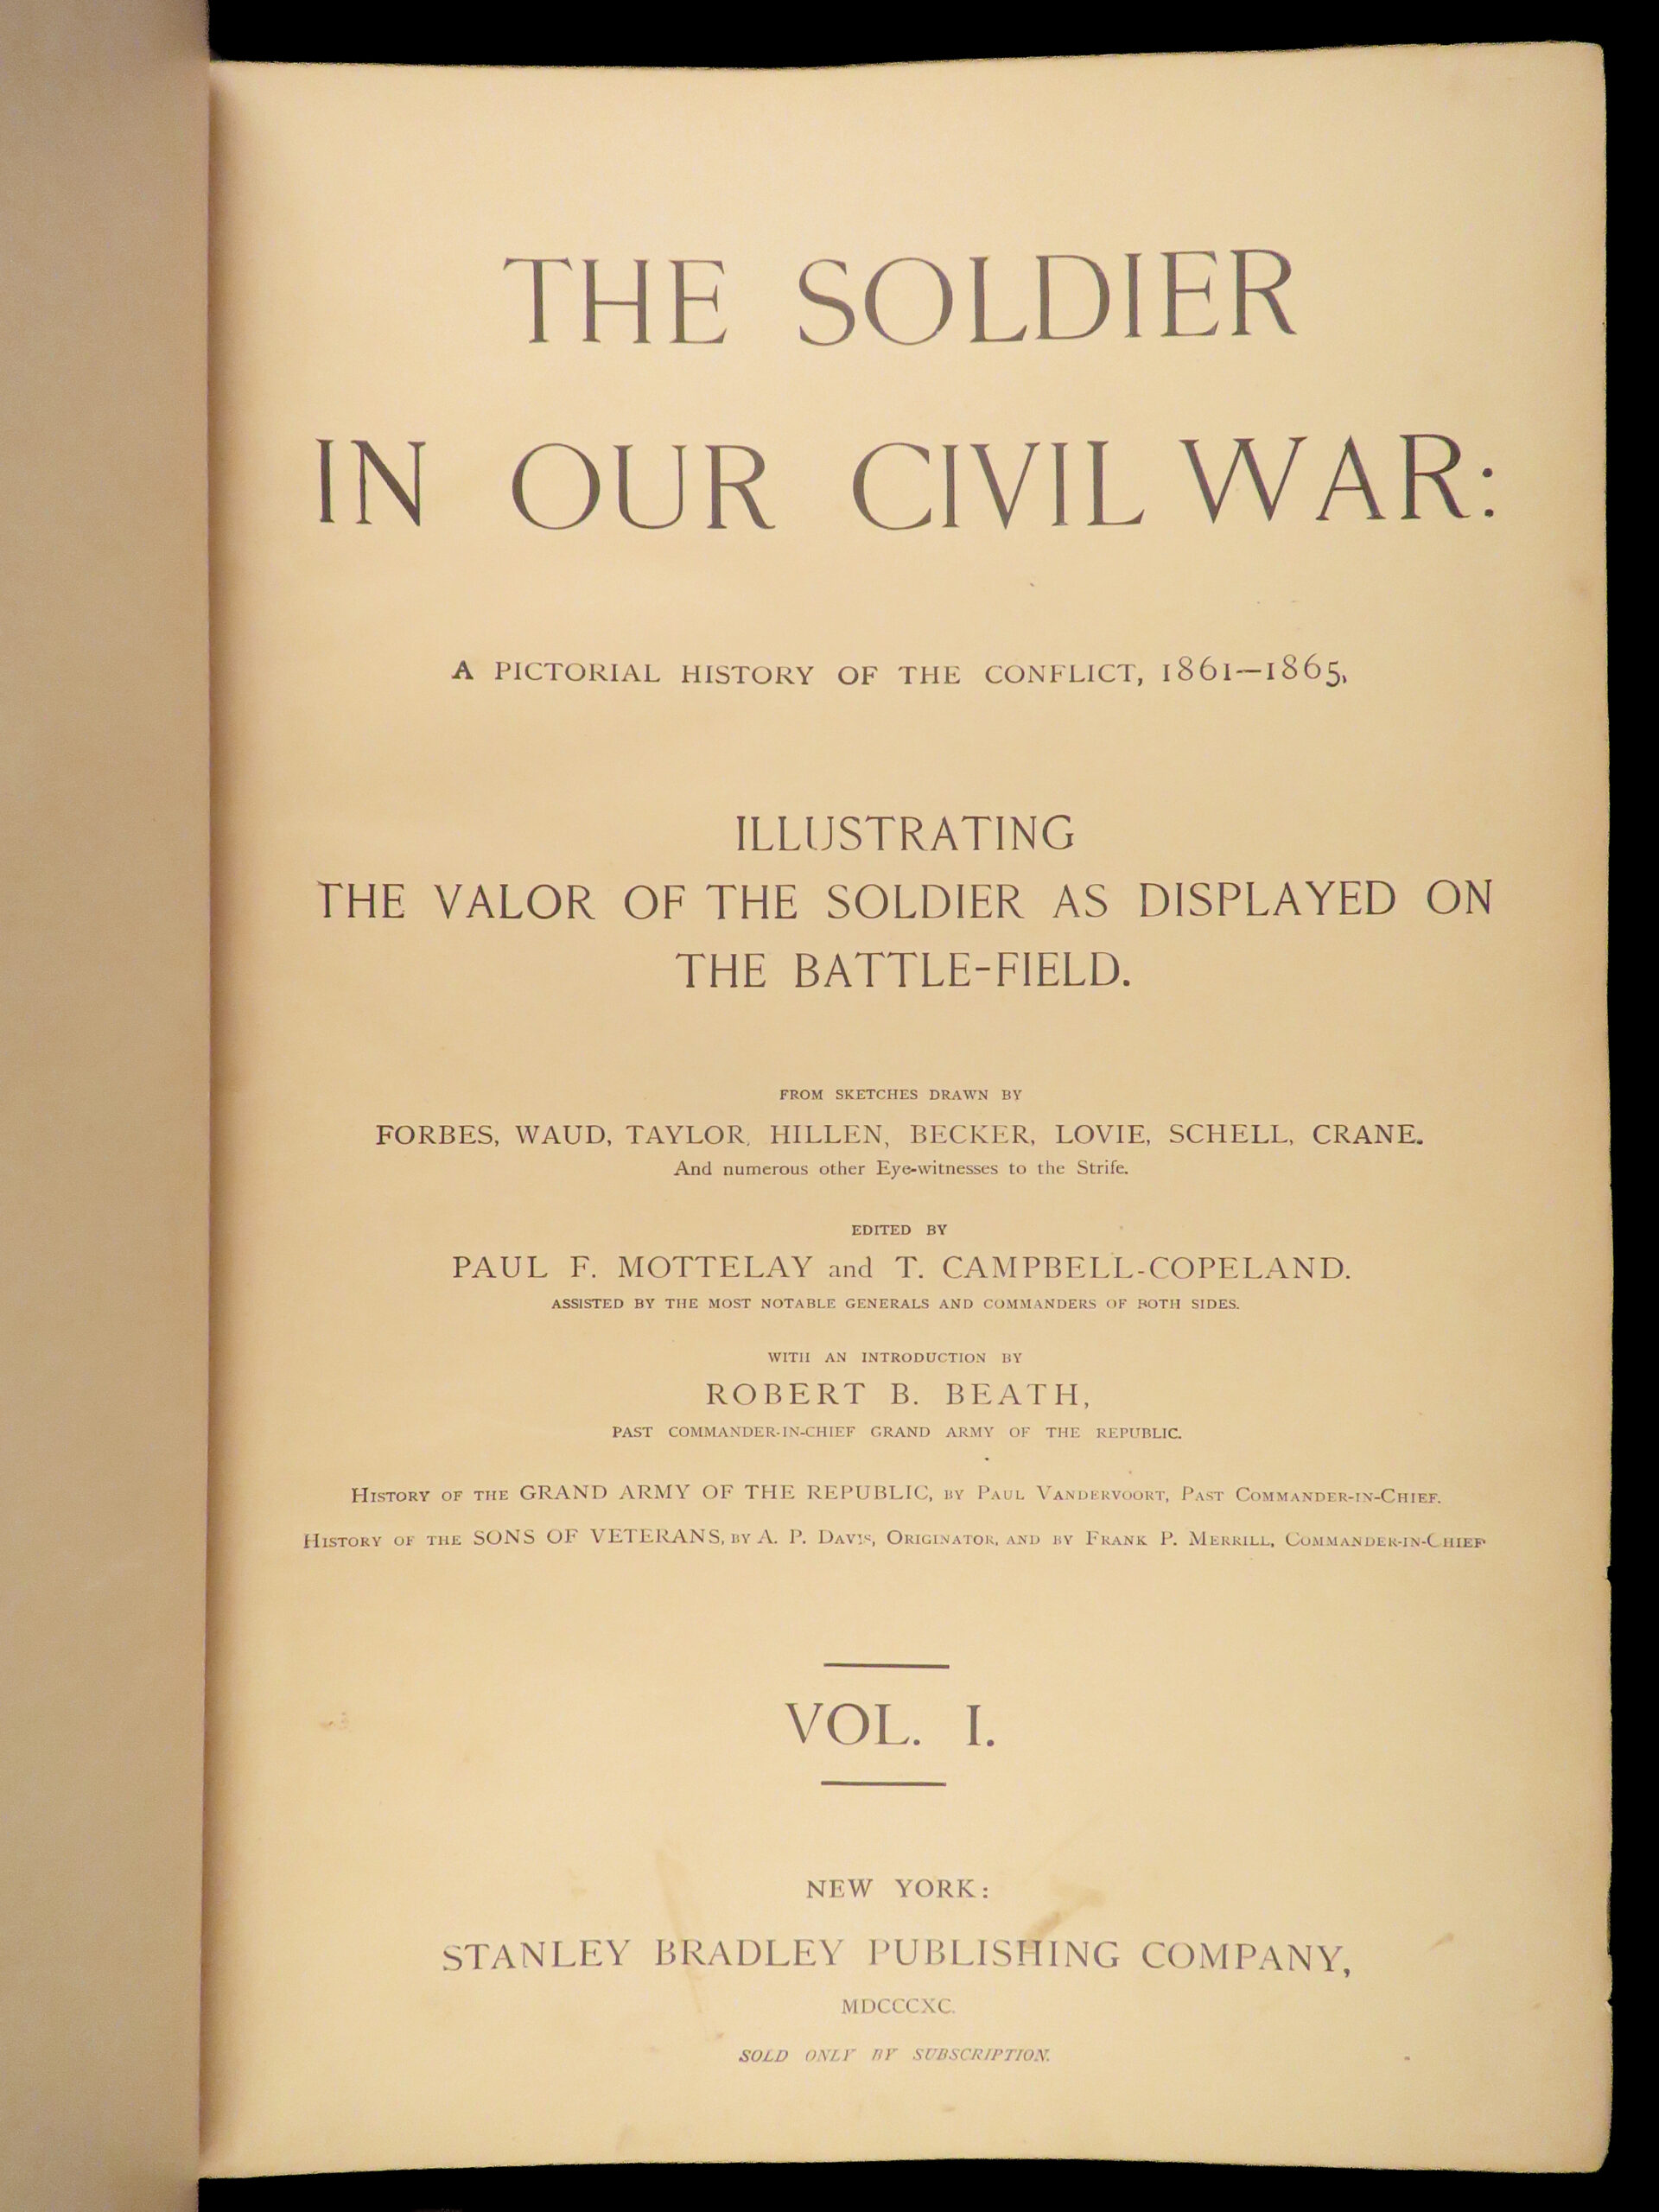 THE SOLDIER
IN OUR CIVIL WAR:
A PICTORIAL HISTORY OF THE CONFLICT, 1861—1865,
ILLUSTRATING
THE VALOR OF THE SOLDIER AS DISPLAYED ON
THE BATTLE-FIELD.
FROM SKETCHES DRAWN BY
FORBES, WAUD, TAYLOR, HILLEN, BECKER, LOVIE, SCHELL, CRANE.
And numerous other Eye-witnesses to the Strife.
EDITED BY
PAUL F. MOTTELAY and T. CAMPBELL-COPELAND.
ASSISTED BY THE MOST NOTABLE GENERALS AND COMMANDERS OF BOTH SIDES.
WITH AN INTRODUCTION BY
ROBERT B. BEATH,
PAST COMMANDER-IN-CHIEF GRAND ARMY OF THE REPUBLIC.
HISTORY OF THE GRAND ARMY OF THE REPUBLIC, BY PAUL VANDERVOORT, PAST COMMANDER-IN-CHIEF.
HISTORY OF THE SONS OF VETERANS, BY A. P. DAVIS, ORIGINATOR, AND BY FRANK P. MERRILL, COMMANDER-IN-CHIEF
VOL. I.
NEW YORK:
STANLEY BRADLEY PUBLISHING COMPANY,
MDCCCXC.
SOLD ONLY BY SUBSCRIPTION.